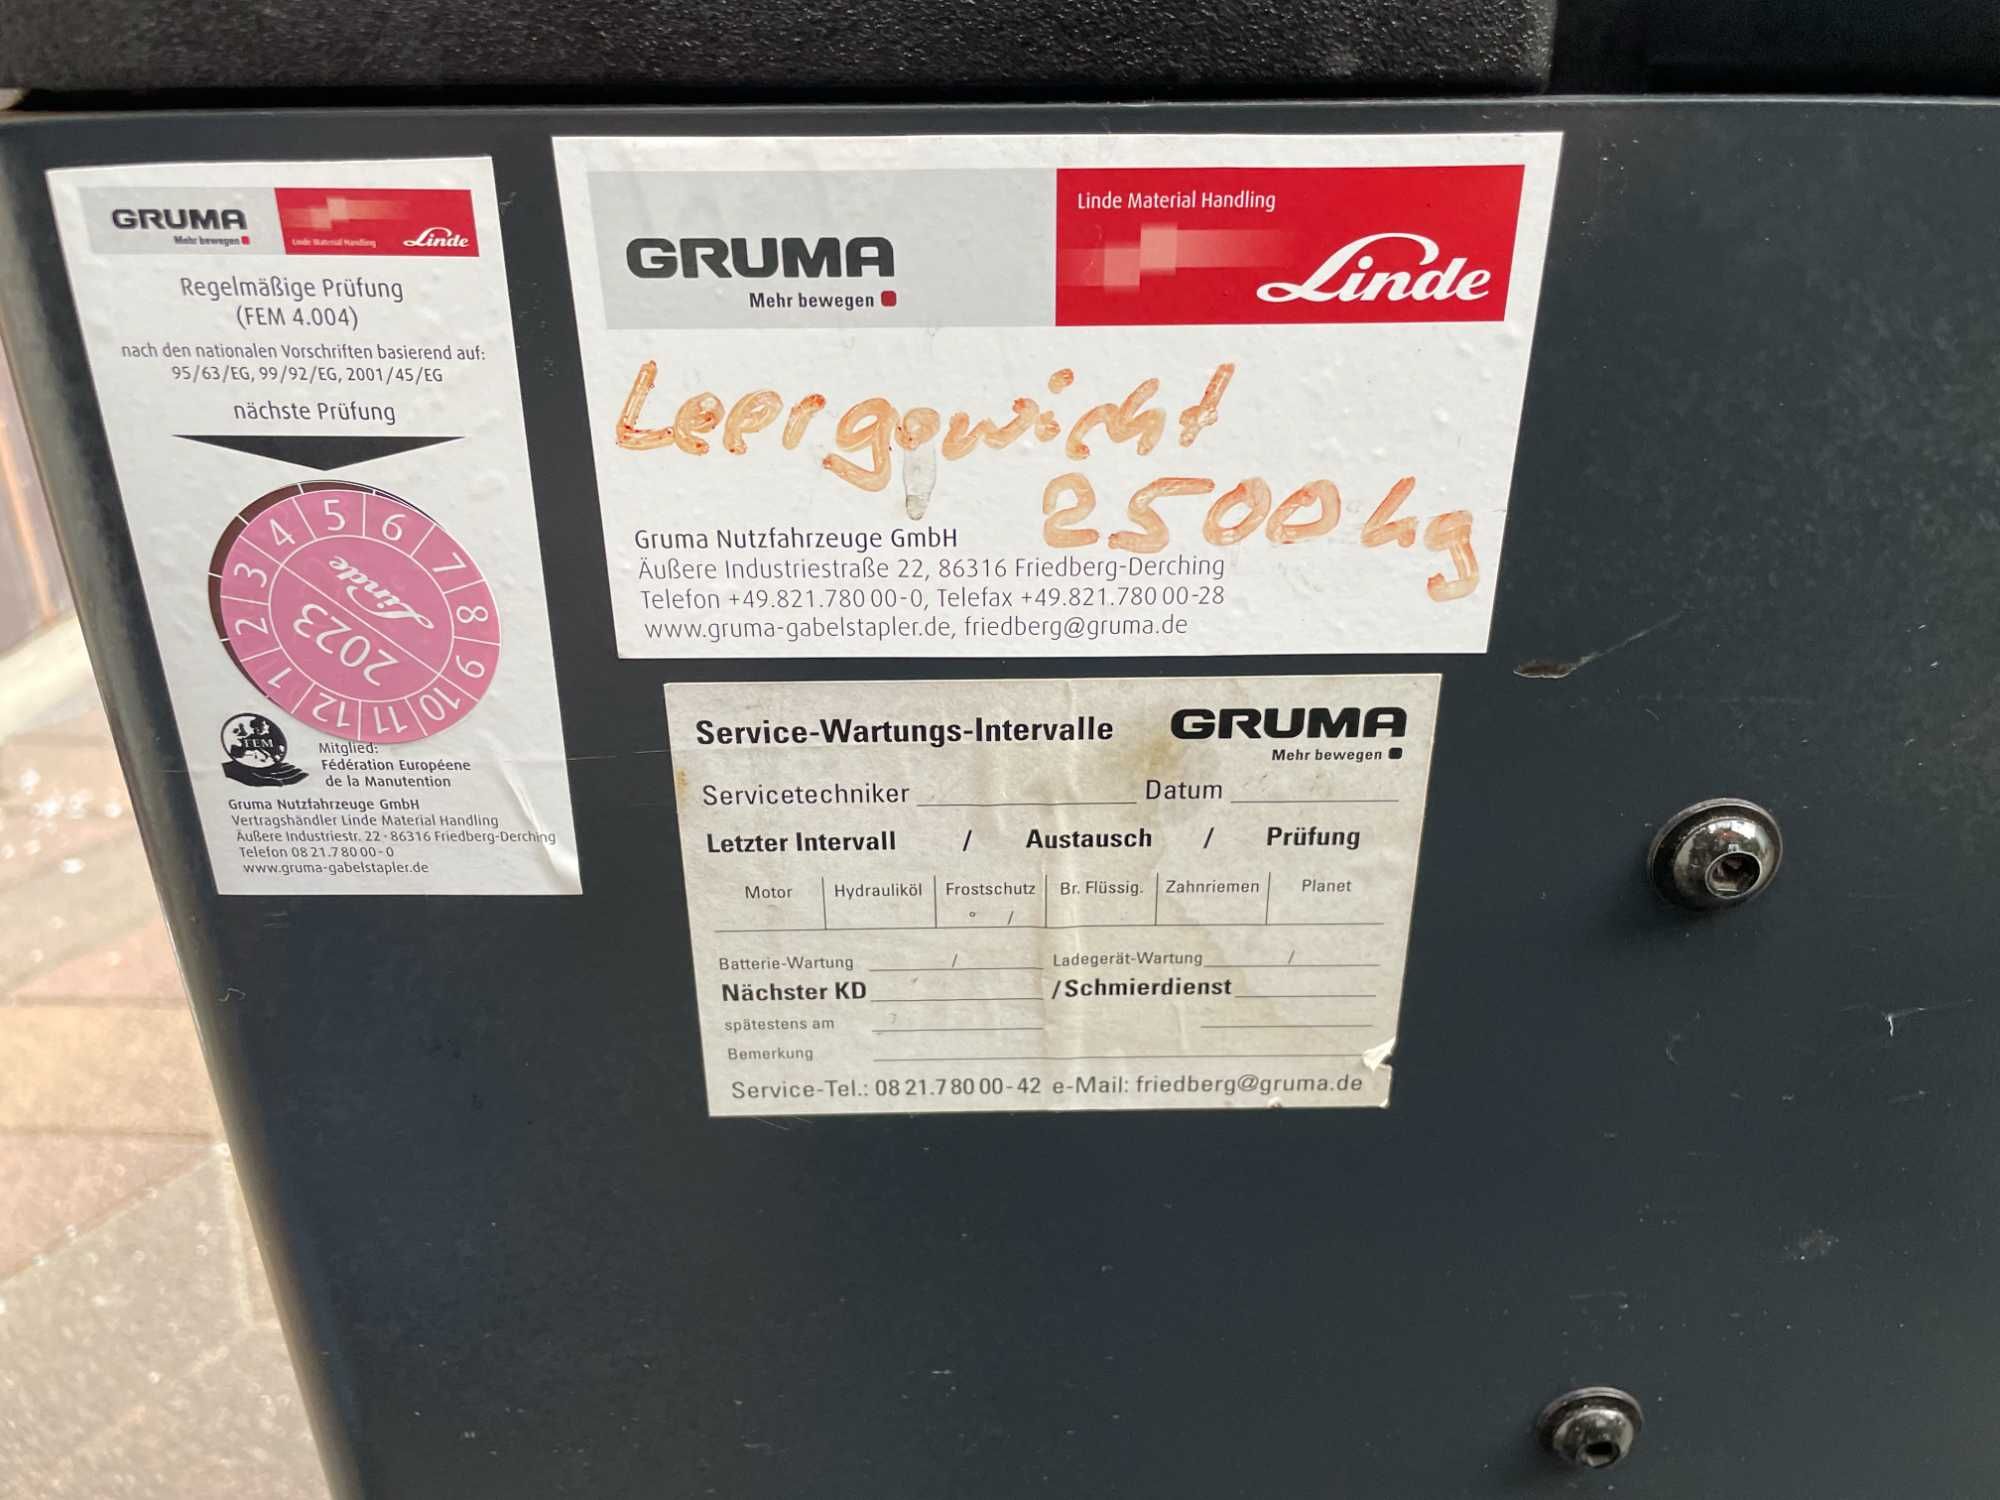 GRUMA
Mehr bewegen
Linde Material Handling
Linde
Regelmäßige Prüfung
(FEM 4.004)
nach den nationalen Vorschriften basierend auf:
95/63/EG, 99/92/EG, 2001/45/EG
nächste Prüfung
1 2 3 4 5 6 7 8 9 10 11 12
Linde
2023
FEM
Mitglied:
Fédération Européene
de la Manutention
Gruma Nutzfahrzeuge GmbH
Vertragshändler Linde Material Handling
Äußere Industriestr. 22 · 86316 Friedberg-Derching
Telefon 08 21.7 80 00-0
www.gruma-gabelstapler.de
GRUMA
Mehr bewegen
Linde Material Handling
Linde
Leergewicht
2500 kg
Gruma Nutzfahrzeuge GmbH
Äußere Industriestraße 22, 86316 Friedberg-Derching
Telefon +49.821.780 00-0, Telefax +49.821.780 00-28
www.gruma-gabelstapler.de, friedberg@gruma.de
Service-Wartungs-Intervalle GRUMA
Mehr bewegen
Servicetechniker Datum
Letzter Intervall / Austausch / Prüfung
Motor Hydrauliköl Frostschutz Br. Flüssig. Zahnriemen Planet
° /
Batterie-Wartung / Ladegerät-Wartung /
Nächster KD /Schmierdienst
spätestens am
Bemerkung
Service-Tel.: 08 21.7 80 00-42 e-Mail: friedberg@gruma.de